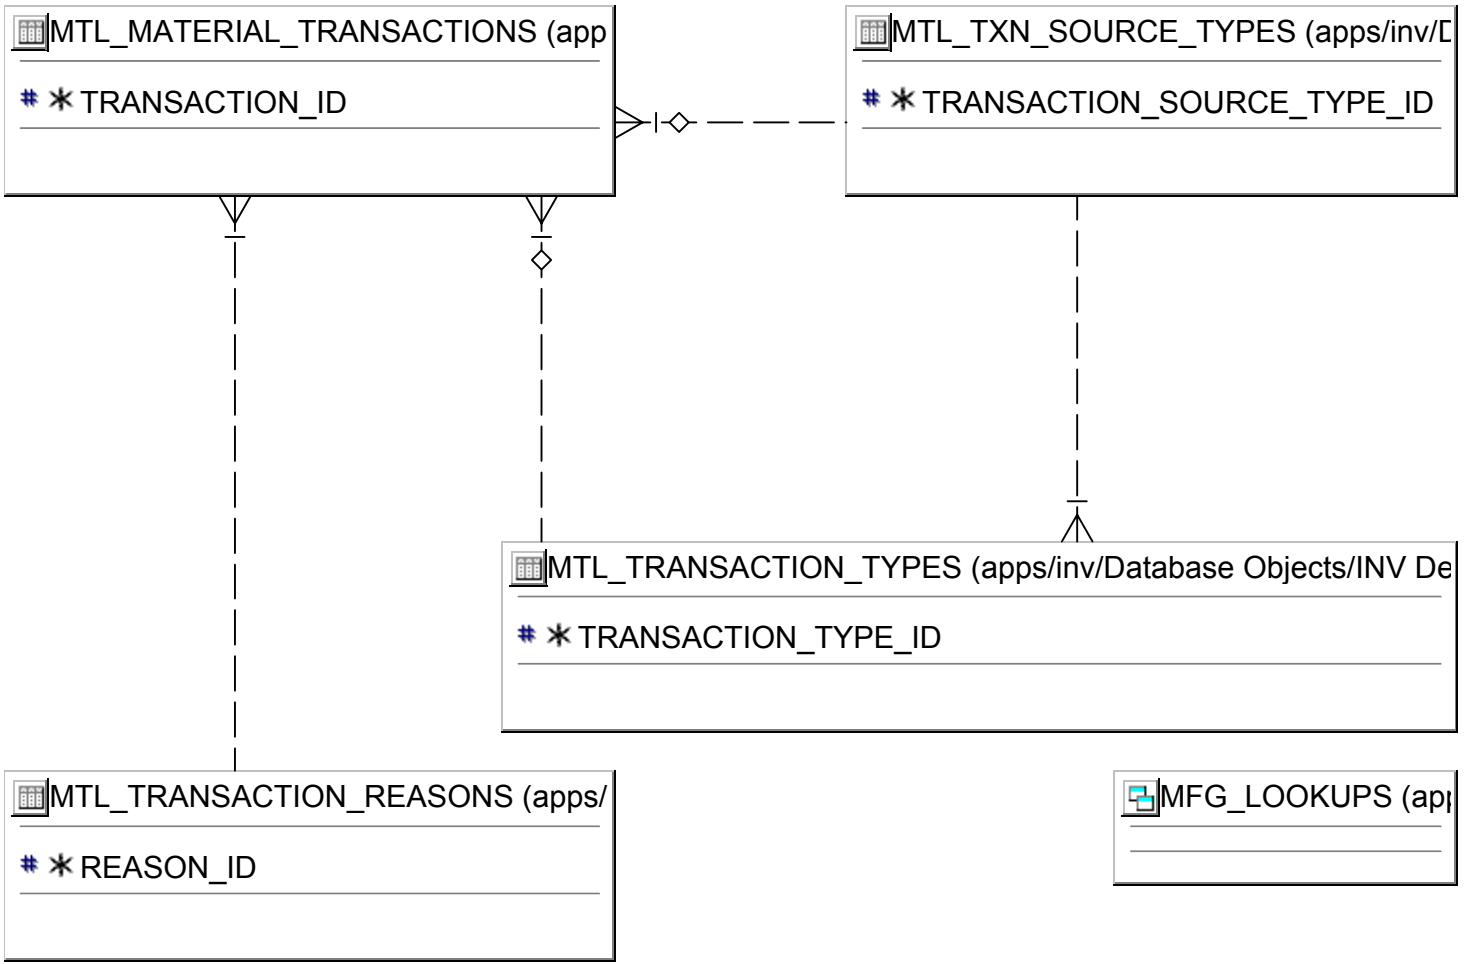 MTL_MATERIAL_TRANSACTIONS (app
# * TRANSACTION_ID
MTL_TXN_SOURCE_TYPES (apps/inv/D
# * TRANSACTION_SOURCE_TYPE_ID
MTL_TRANSACTION_TYPES (apps/inv/Database Objects/INV De
# * TRANSACTION_TYPE_ID
MTL_TRANSACTION_REASONS (apps/
# * REASON_ID
MFG_LOOKUPS (app